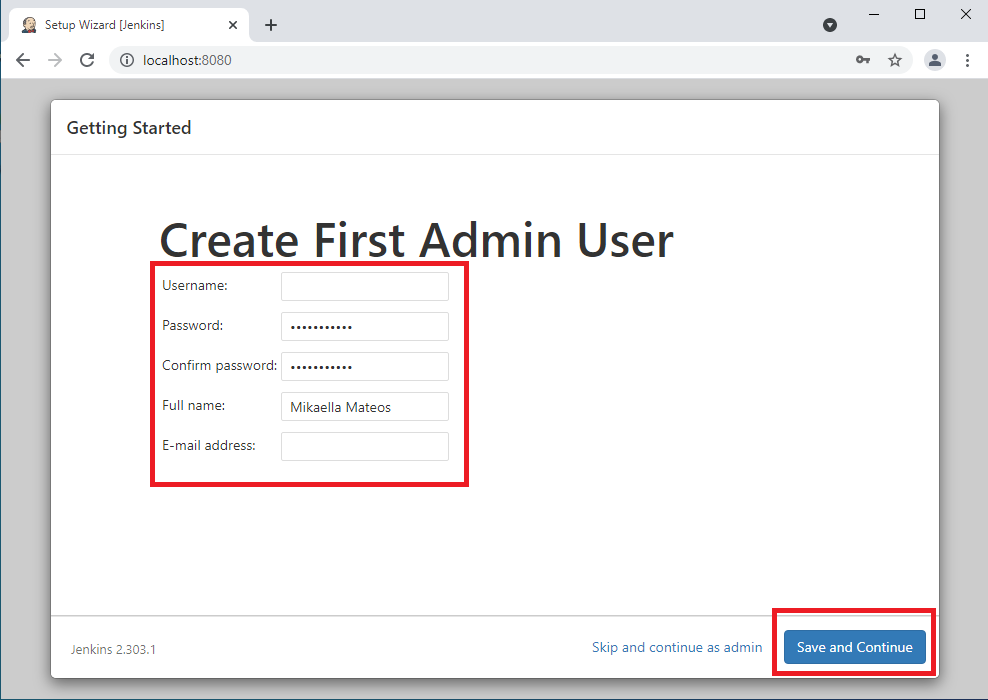 Setup Wizard [Jenkins]
localhost:8080
Getting Started
Create First Admin User
Username:
Password: •••••••••••
Confirm password: •••••••••••
Full name: Mikaella Mateos
E-mail address:
Jenkins 2.303.1 Skip and continue as admin Save and Continue